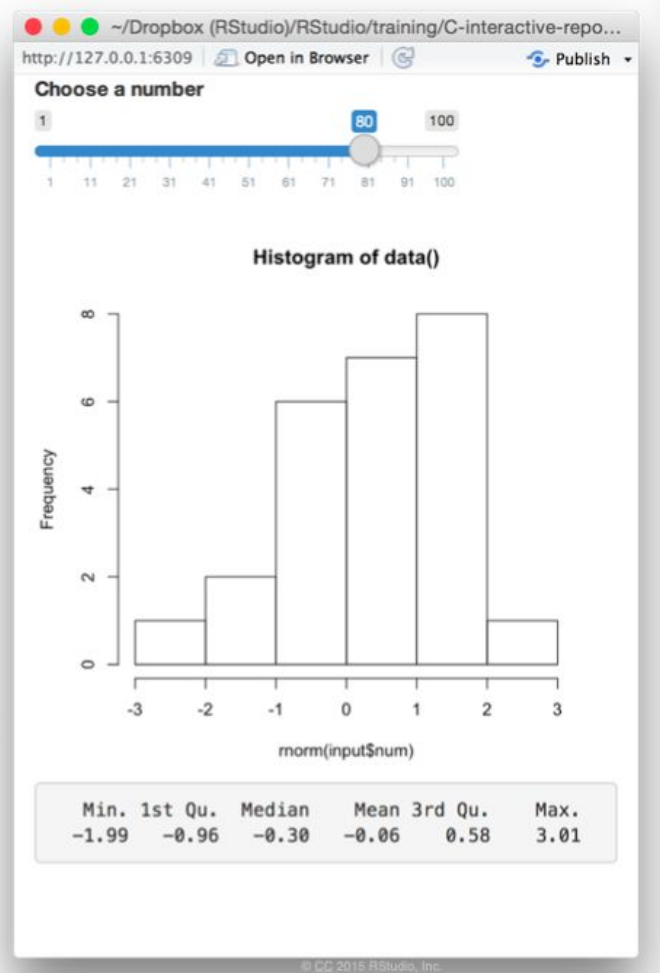 ~/Dropbox (RStudio)/RStudio/training/C-interactive-repo...
http://127.0.0.1:6309 Open in Browser Publish
Choose a number
1 80 100
1 11 21 31 41 51 61 71 81 91 100
Histogram of data()
8
6
4
2
0
Frequency
-3 -2 -1 0 1 2 3
rnorm(input$num)
Min. 1st Qu. Median Mean 3rd Qu. Max.
-1.99 -0.96 -0.30 -0.06 0.58 3.01
© CC 2015 RStudio, Inc.